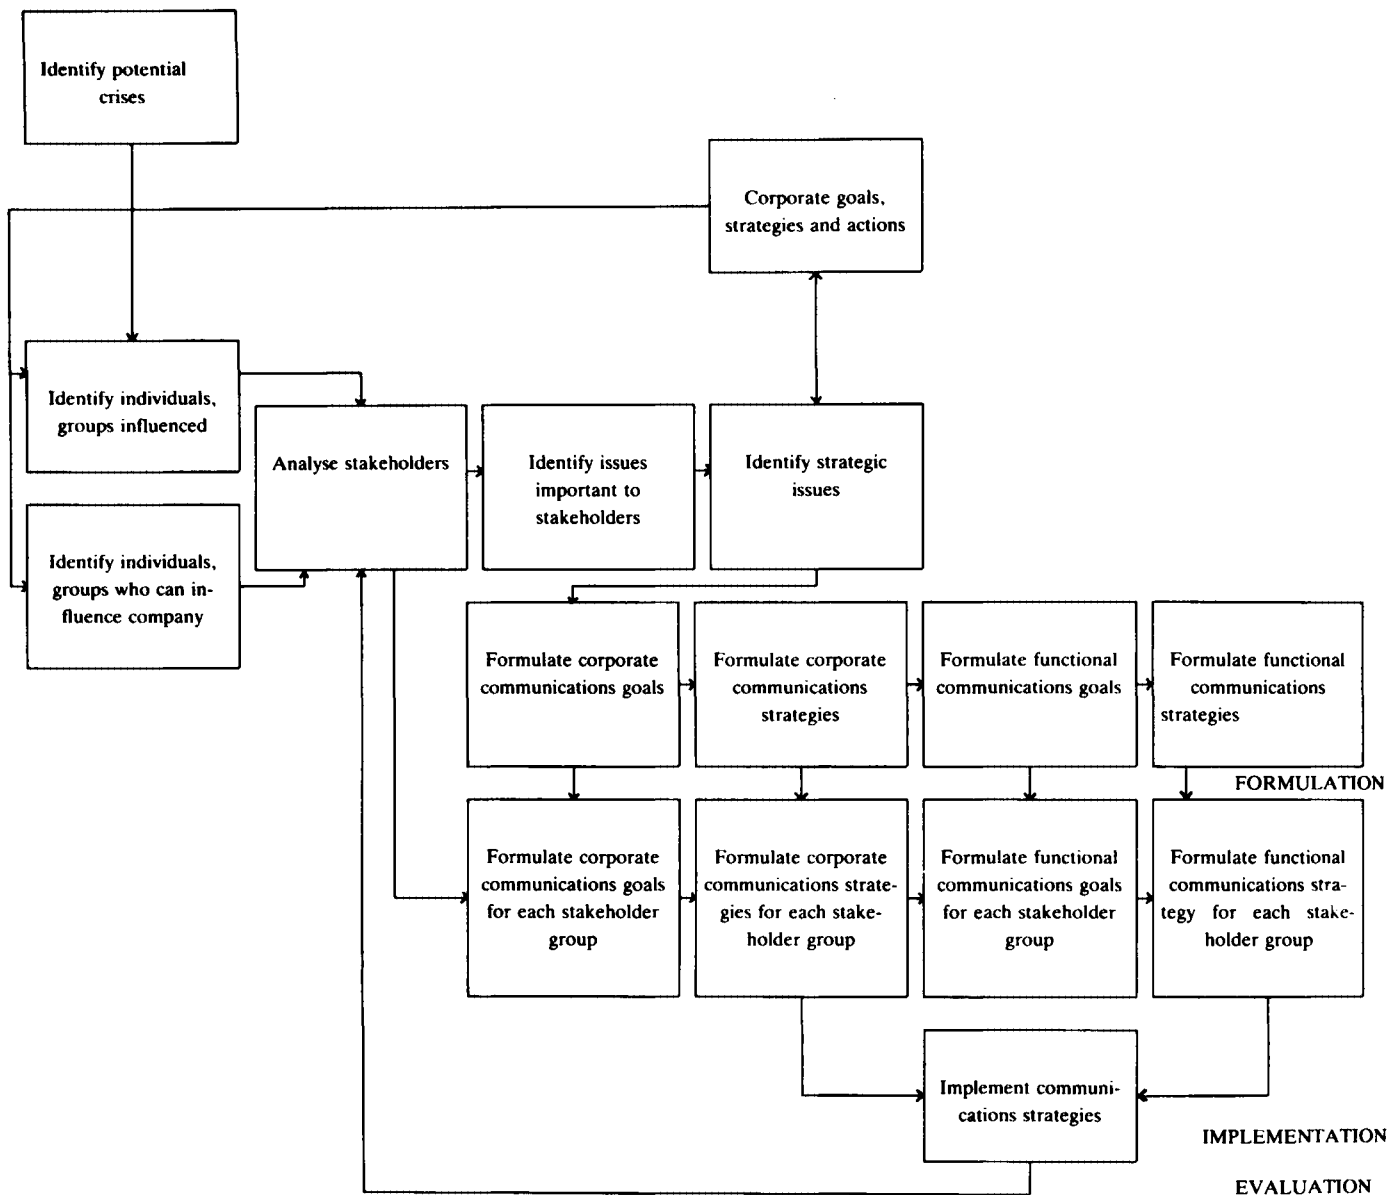 Identify potential
crises
Corporate goals,
strategies and actions
Identify individuals,
groups influenced
Analyse stakeholders
Identify issues
important to
stakeholders
Identify strategic
issues
Identify individuals,
groups who can in-
fluence company
Formulate corporate
communications goals
Formulate corporate
communications
strategies
Formulate functional
communications goals
Formulate functional
communications
strategies
FORMULATION
Formulate corporate
communications goals
for each stakeholder
group
Formulate corporate
communications strate-
gies for each stake-
holder group
Formulate functional
communications goals
for each stakeholder
group
Formulate functional
communications stra-
tegy for each stake-
holder group
Implement communi-
cations strategies
IMPLEMENTATION
EVALUATION